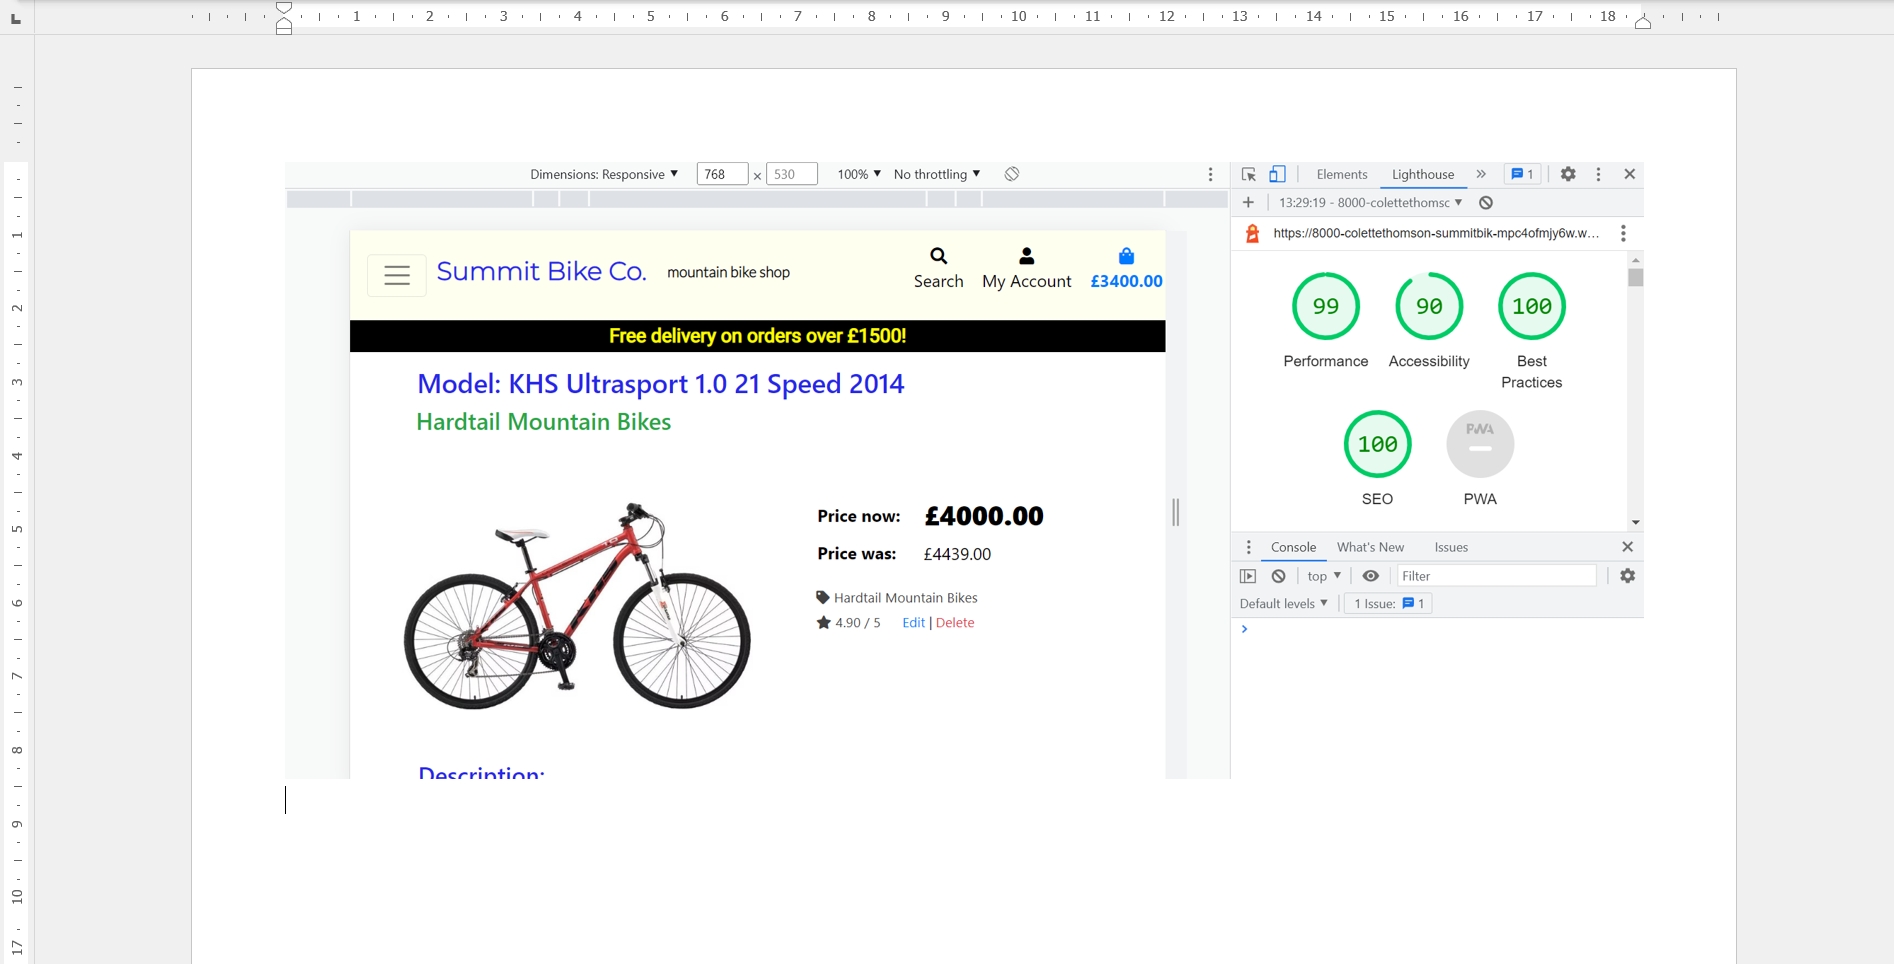 1 2 3 4 5 6 7 8 9 10 11 12 13 14 15 16 17 18
Dimensions: Responsive 768 × 530 100% No throttling
Elements Lighthouse » 1
13:29:19 - 8000-colettethomsc
https://8000-colettethomson-summitbik-mpc4ofmjy6w.w...
Summit Bike Co. mountain bike shop
Search My Account £3400.00
Free delivery on orders over £1500!
Model: KHS Ultrasport 1.0 21 Speed 2014
Hardtail Mountain Bikes
Price now: £4000.00
Price was: £4439.00
Hardtail Mountain Bikes
4.90 / 5 Edit | Delete
Description:
99 90 100
Performance Accessibility Best
Practices
100 PWA
SEO PWA
Console What's New Issues
top Filter
Default levels 1 Issue: 1
1
2
3
4
5
6
7
8
9
10
17